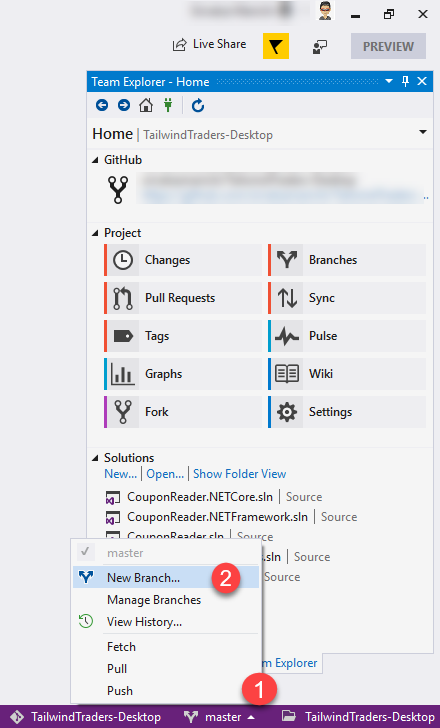 Live Share
PREVIEW
Team Explorer - Home
Home | TailwindTraders-Desktop
GitHub
Project
Changes
Branches
Pull Requests
Sync
Tags
Pulse
Graphs
Wiki
Fork
Settings
Solutions
New... | Open... | Show Folder View
CouponReader.NETCore.sln | Source
CouponReader.NETFramework.sln | Source
CouponReader.sln | Source
master
s.sln | Source
New Branch... 2
Source
Manage Branches
View History...
Fetch
Pull
m Explorer
Push
1
TailwindTraders-Desktop
master
TailwindTraders-Desktop